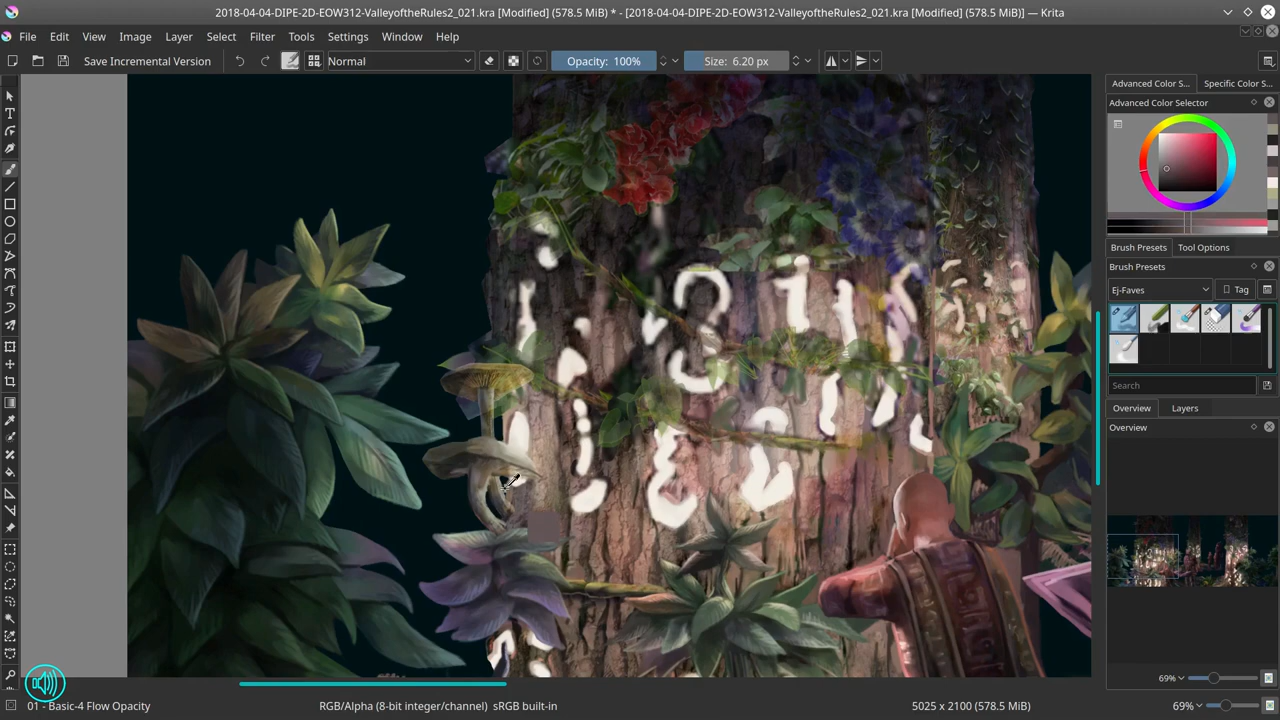 2018-04-04-DIPE-2D-EOW312-ValleyoftheRules2_021.kra [Modified] (578.5 MiB) * - [2018-04-04-DIPE-2D-EOW312-ValleyoftheRules2_021.kra [Modified] (578.5 MiB)] — Krita
File Edit View Image Layer Select Filter Tools Settings Window Help
Save Incremental Version Normal Opacity: 100% Size: 6.20 px
Advanced Color S... Specific Color S...
Advanced Color Selector
Brush Presets Tool Options
Brush Presets
Ej-Faves Tag
Search
Overview Layers
Overview
69%
01 - Basic-4 Flow Opacity RGB/Alpha (8-bit integer/channel) sRGB built-in 5025 x 2100 (578.5 MiB) 69%